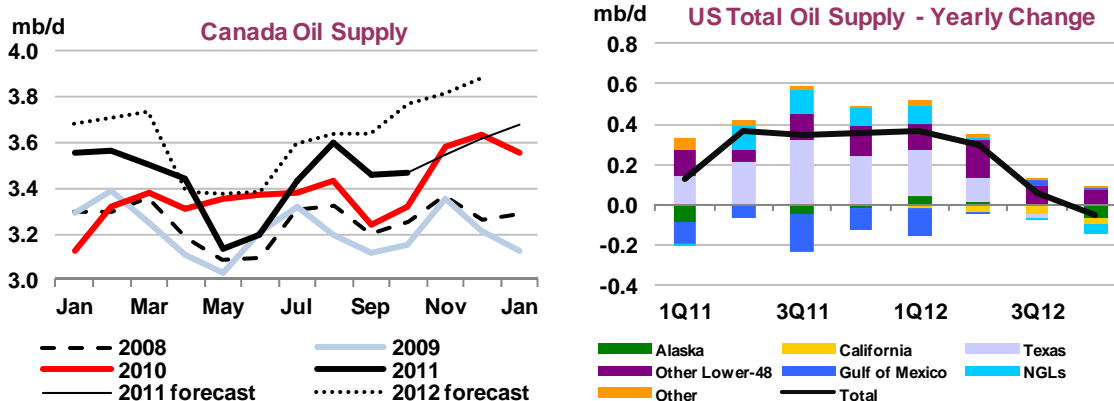 mb/d
Canada Oil Supply
4.0
3.8
3.6
3.4
3.2
3.0
Jan Mar May Jul Sep Nov Jan
2008 2009
2010 2011
2011 forecast 2012 forecast
mb/d
US Total Oil Supply - Yearly Change
0.8
0.6
0.4
0.2
0.0
-0.2
-0.4
1Q11 3Q11 1Q12 3Q12
Alaska California Texas
Other Lower-48 Gulf of Mexico NGLs
Other Total